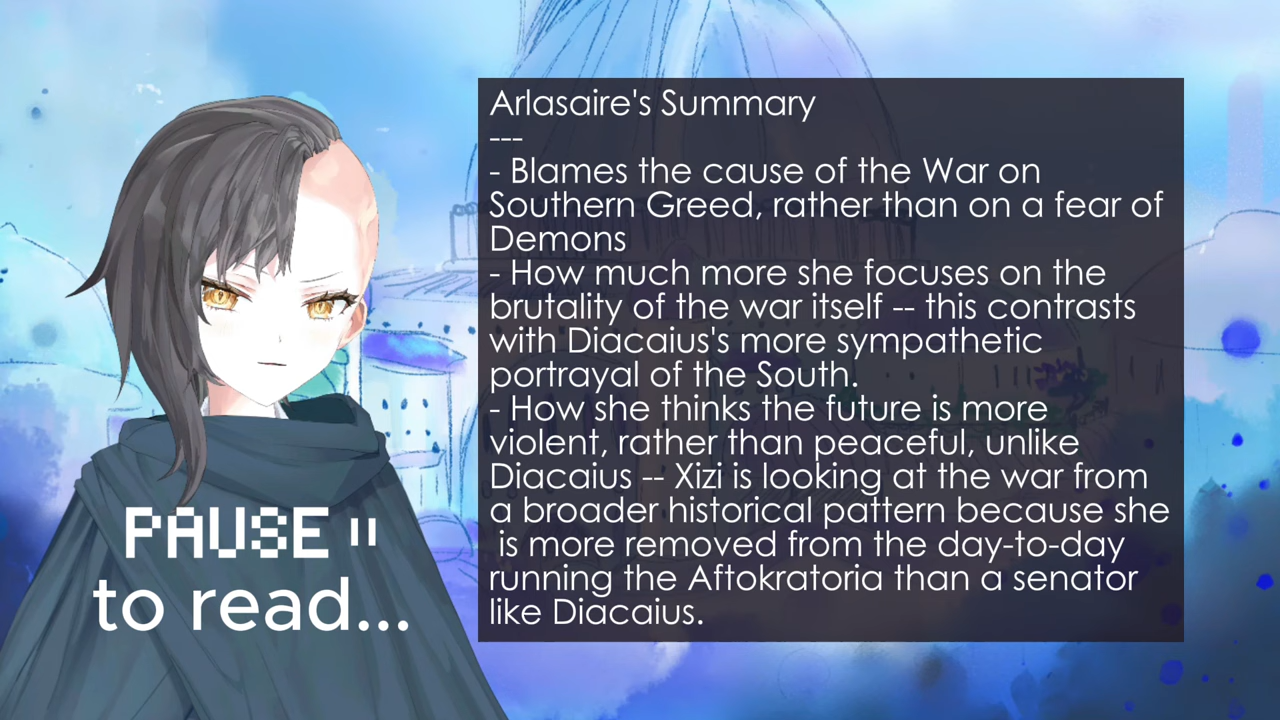 Arlasaire's Summary
---
- Blames the cause of the War on
Southern Greed, rather than on a fear of
Demons
- How much more she focuses on the
brutality of the war itself -- this contrasts
with Diacaius's more sympathetic
portrayal of the South.
- How she thinks the future is more
violent, rather than peaceful, unlike
Diacaius -- Xizi is looking at the war from
a broader historical pattern because she
is more removed from the day-to-day
running the Aftokratoria than a senator
like Diacaius.
PAUSE
to read...